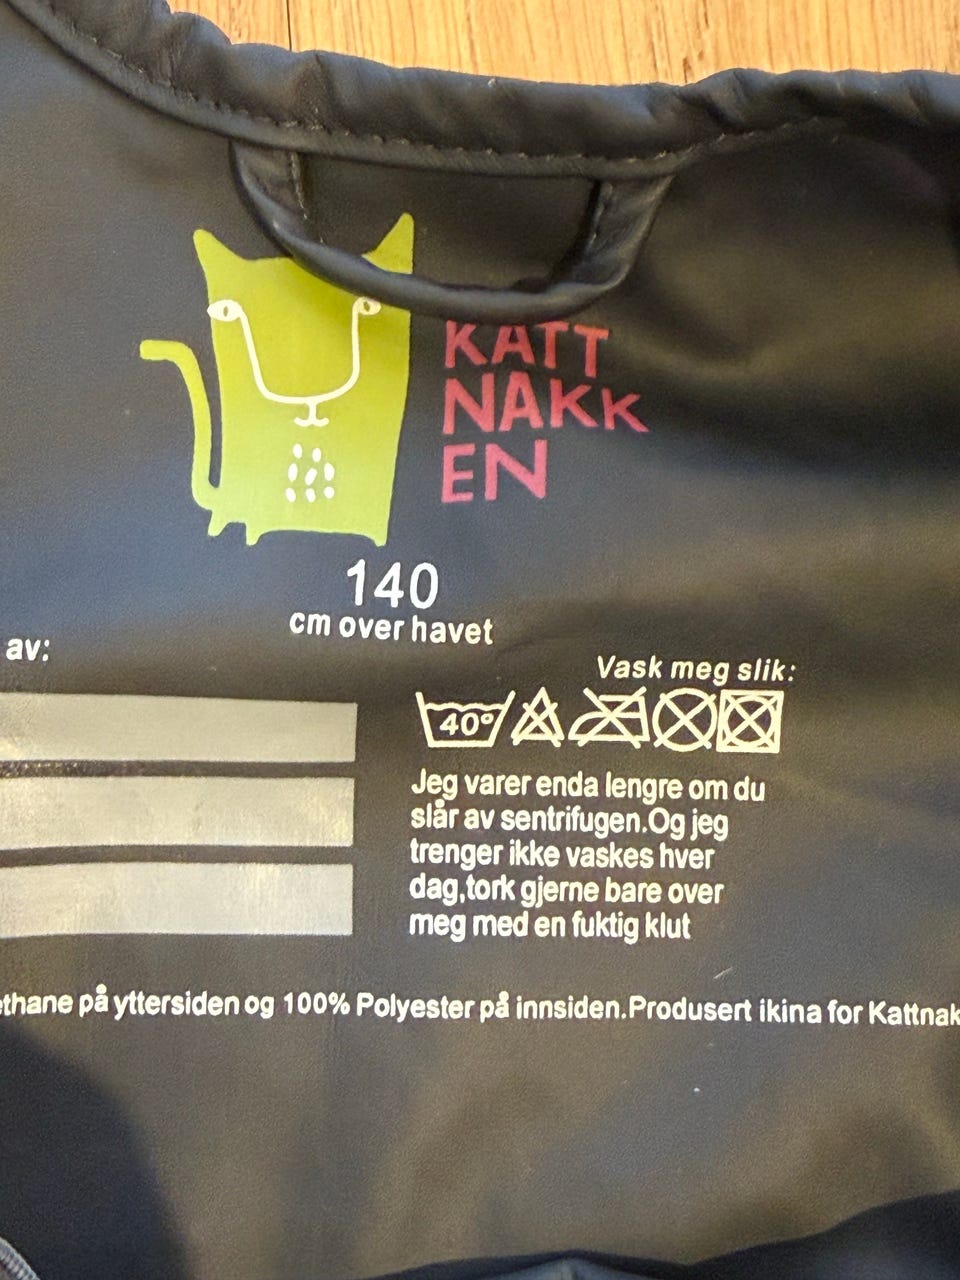 KATT
NAKK
EN
140
cm over havet
av:
Vask meg slik:
40°
Jeg varer enda lengre om du
slår av sentrifugen.Og jeg
trenger ikke vaskes hver
dag,tork gjerne bare over
meg med en fuktig klut
ethane på yttersiden og 100% Polyester på innsiden.Produsert ikina for Kattnak